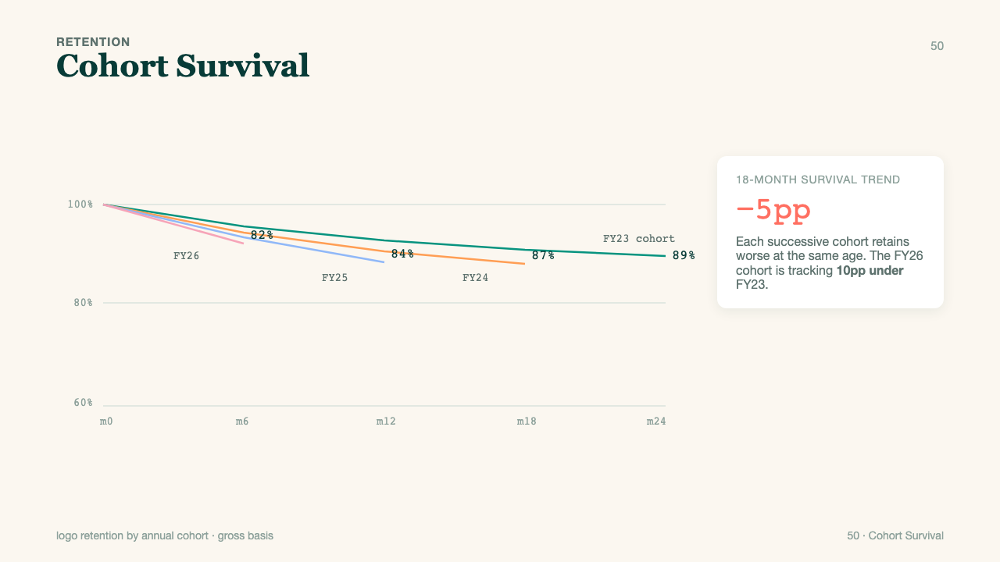 RETENTION
Cohort Survival
50
100%
80%
60%
m0
m6
m12
m18
m24
FY26
FY25
FY24
FY23 cohort
82%
84%
87%
89%
18-MONTH SURVIVAL TREND
−5pp
Each successive cohort retains
worse at the same age. The FY26
cohort is tracking 10pp under
FY23.
logo retention by annual cohort · gross basis
50 · Cohort Survival